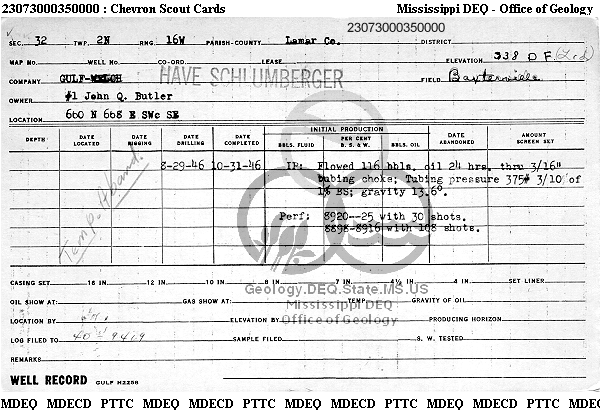 23073000350000 : Chevron Scout Cards Mississippi DEQ - Office of Geology
23073000350000
SEC. 32 TWP. 2N RNG. 16W PARISH-COUNTY Lamar Co. DISTRICT
MAP NO. WELL NO. CO-ORD. LEASE ELEVATION 338 D F (Led)
COMPANY GULF-WELCH HAVE SCHLUMBERGER FIELD Baxterville
OWNER #1 John Q. Butler
LOCATION 660 N 668 E SWc SE
INITIAL PRODUCTION
DEPTH DATE LOCATED DATE RIGGING DATE DRILLING DATE COMPLETED BBLS. FLUID PER CENT B. S. & W. BBLS. OIL DATE ABANDONED AMOUNT SCREEN SET
8-29-46 10-31-46 IP: Flowed 116 bbls. oil 24 hrs. thru 3/16"
tubing choke; Tubing pressure 375# 3/10 of
1% BS; gravity 13.6°.
Temp. Aband.
Perf: 8920--25 with 30 shots.
8898-8916 with 108 shots.
CASING SET 16 IN 12 IN 10 IN 8 IN 7 IN 4½ IN 4 IN SET LINER
Geology.DEQ.State.MS.US
OIL SHOW AT: GAS SHOW AT: TEMP. GRAVITY OF OIL
Mississippi DEQ
LOCATION BY ELEVATION BY PRODUCING HORIZON
Office of Geology
LOG FILED TO 9419 SAMPLE FILED S. W. TESTED
REMARKS
WELL RECORD GULF H2256
MDEQ MDECD PTTC MDEQ MDECD PTTC MDEQ MDECD PTTC MDEQ MDECD